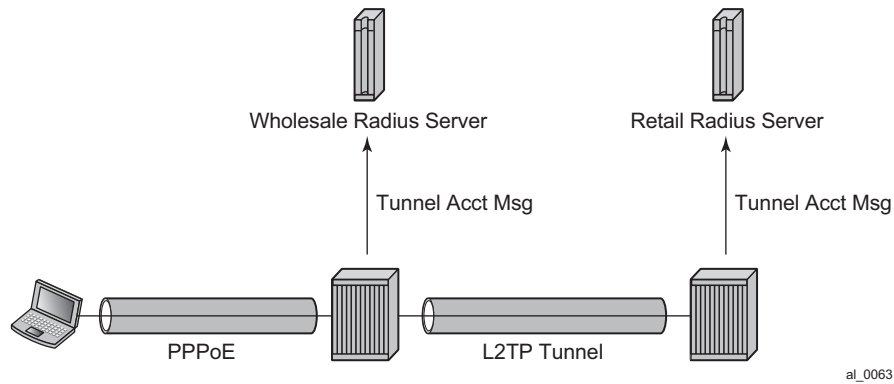 Wholesale Radius Server
Retail Radius Server
Tunnel Acct Msg
Tunnel Acct Msg
PPPoE
L2TP Tunnel
al_0063